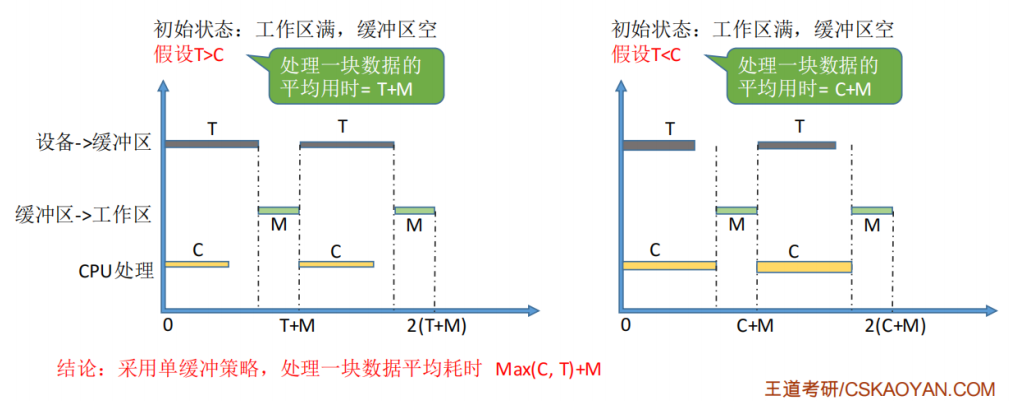 初始状态：工作区满，缓冲区空
假设T>C
处理一块数据的
平均用时= T+M
T
T
设备->缓冲区
缓冲区->工作区
M
M
C
C
CPU处理
0
T+M
2(T+M)
初始状态：工作区满，缓冲区空
假设T<C
处理一块数据的
平均用时= C+M
T
T
M
M
C
C
0
C+M
2(C+M)
结论：采用单缓冲策略，处理一块数据平均耗时 Max(C, T)+M
王道考研/CSKAOYAN.COM